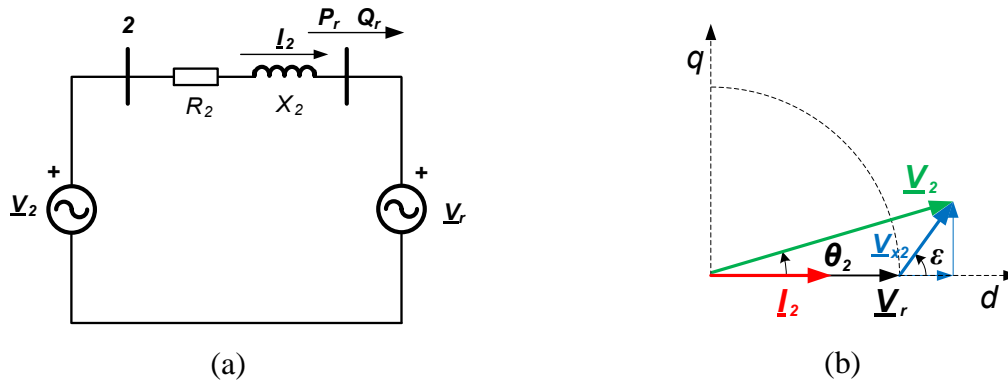 2
I2
Pr Qr
R2
X2
+
V2
+
Vr
(a)
q
V2
Vx2
θ2
ε
I2
Vr
d
(b)